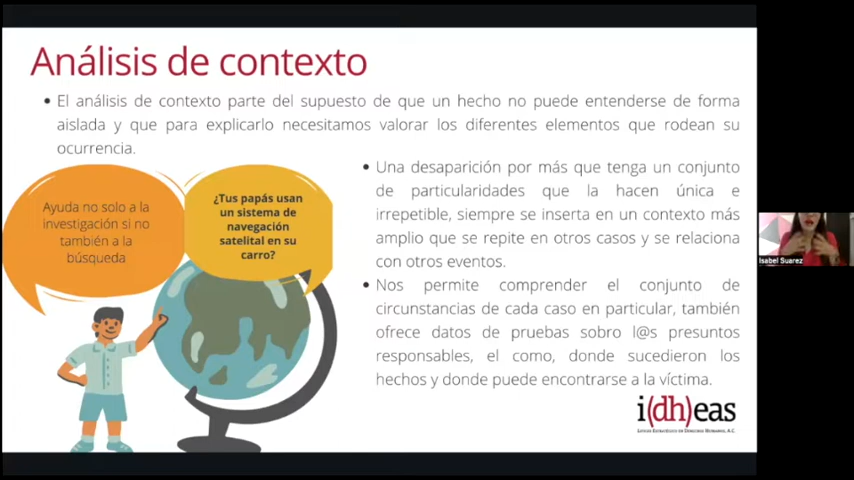 Análisis de contexto
• El análisis de contexto parte del supuesto de que un hecho no puede entenderse de forma
aislada y que para explicarlo necesitamos valorar los diferentes elementos que rodean su
ocurrencia.
Ayuda no solo a la
investigación si no
también a la
búsqueda
¿Tus papás usan
un sistema de
navegación
satelital en su
carro?
• Una desaparición por más que tenga un conjunto
de particularidades que la hacen única e
irrepetible, siempre se inserta en un contexto más
amplio que se repite en otros casos y se relaciona
con otros eventos.
• Nos permite comprender el conjunto de
circunstancias de cada caso en particular, también
ofrece datos de pruebas sobre l@s presuntos
responsables, el como, donde sucedieron los
hechos y donde puede encontrarse a la víctima.
i(dh)eas
Litigio Estratégico en Derechos Humanos, A.C.
Isabel Suarez